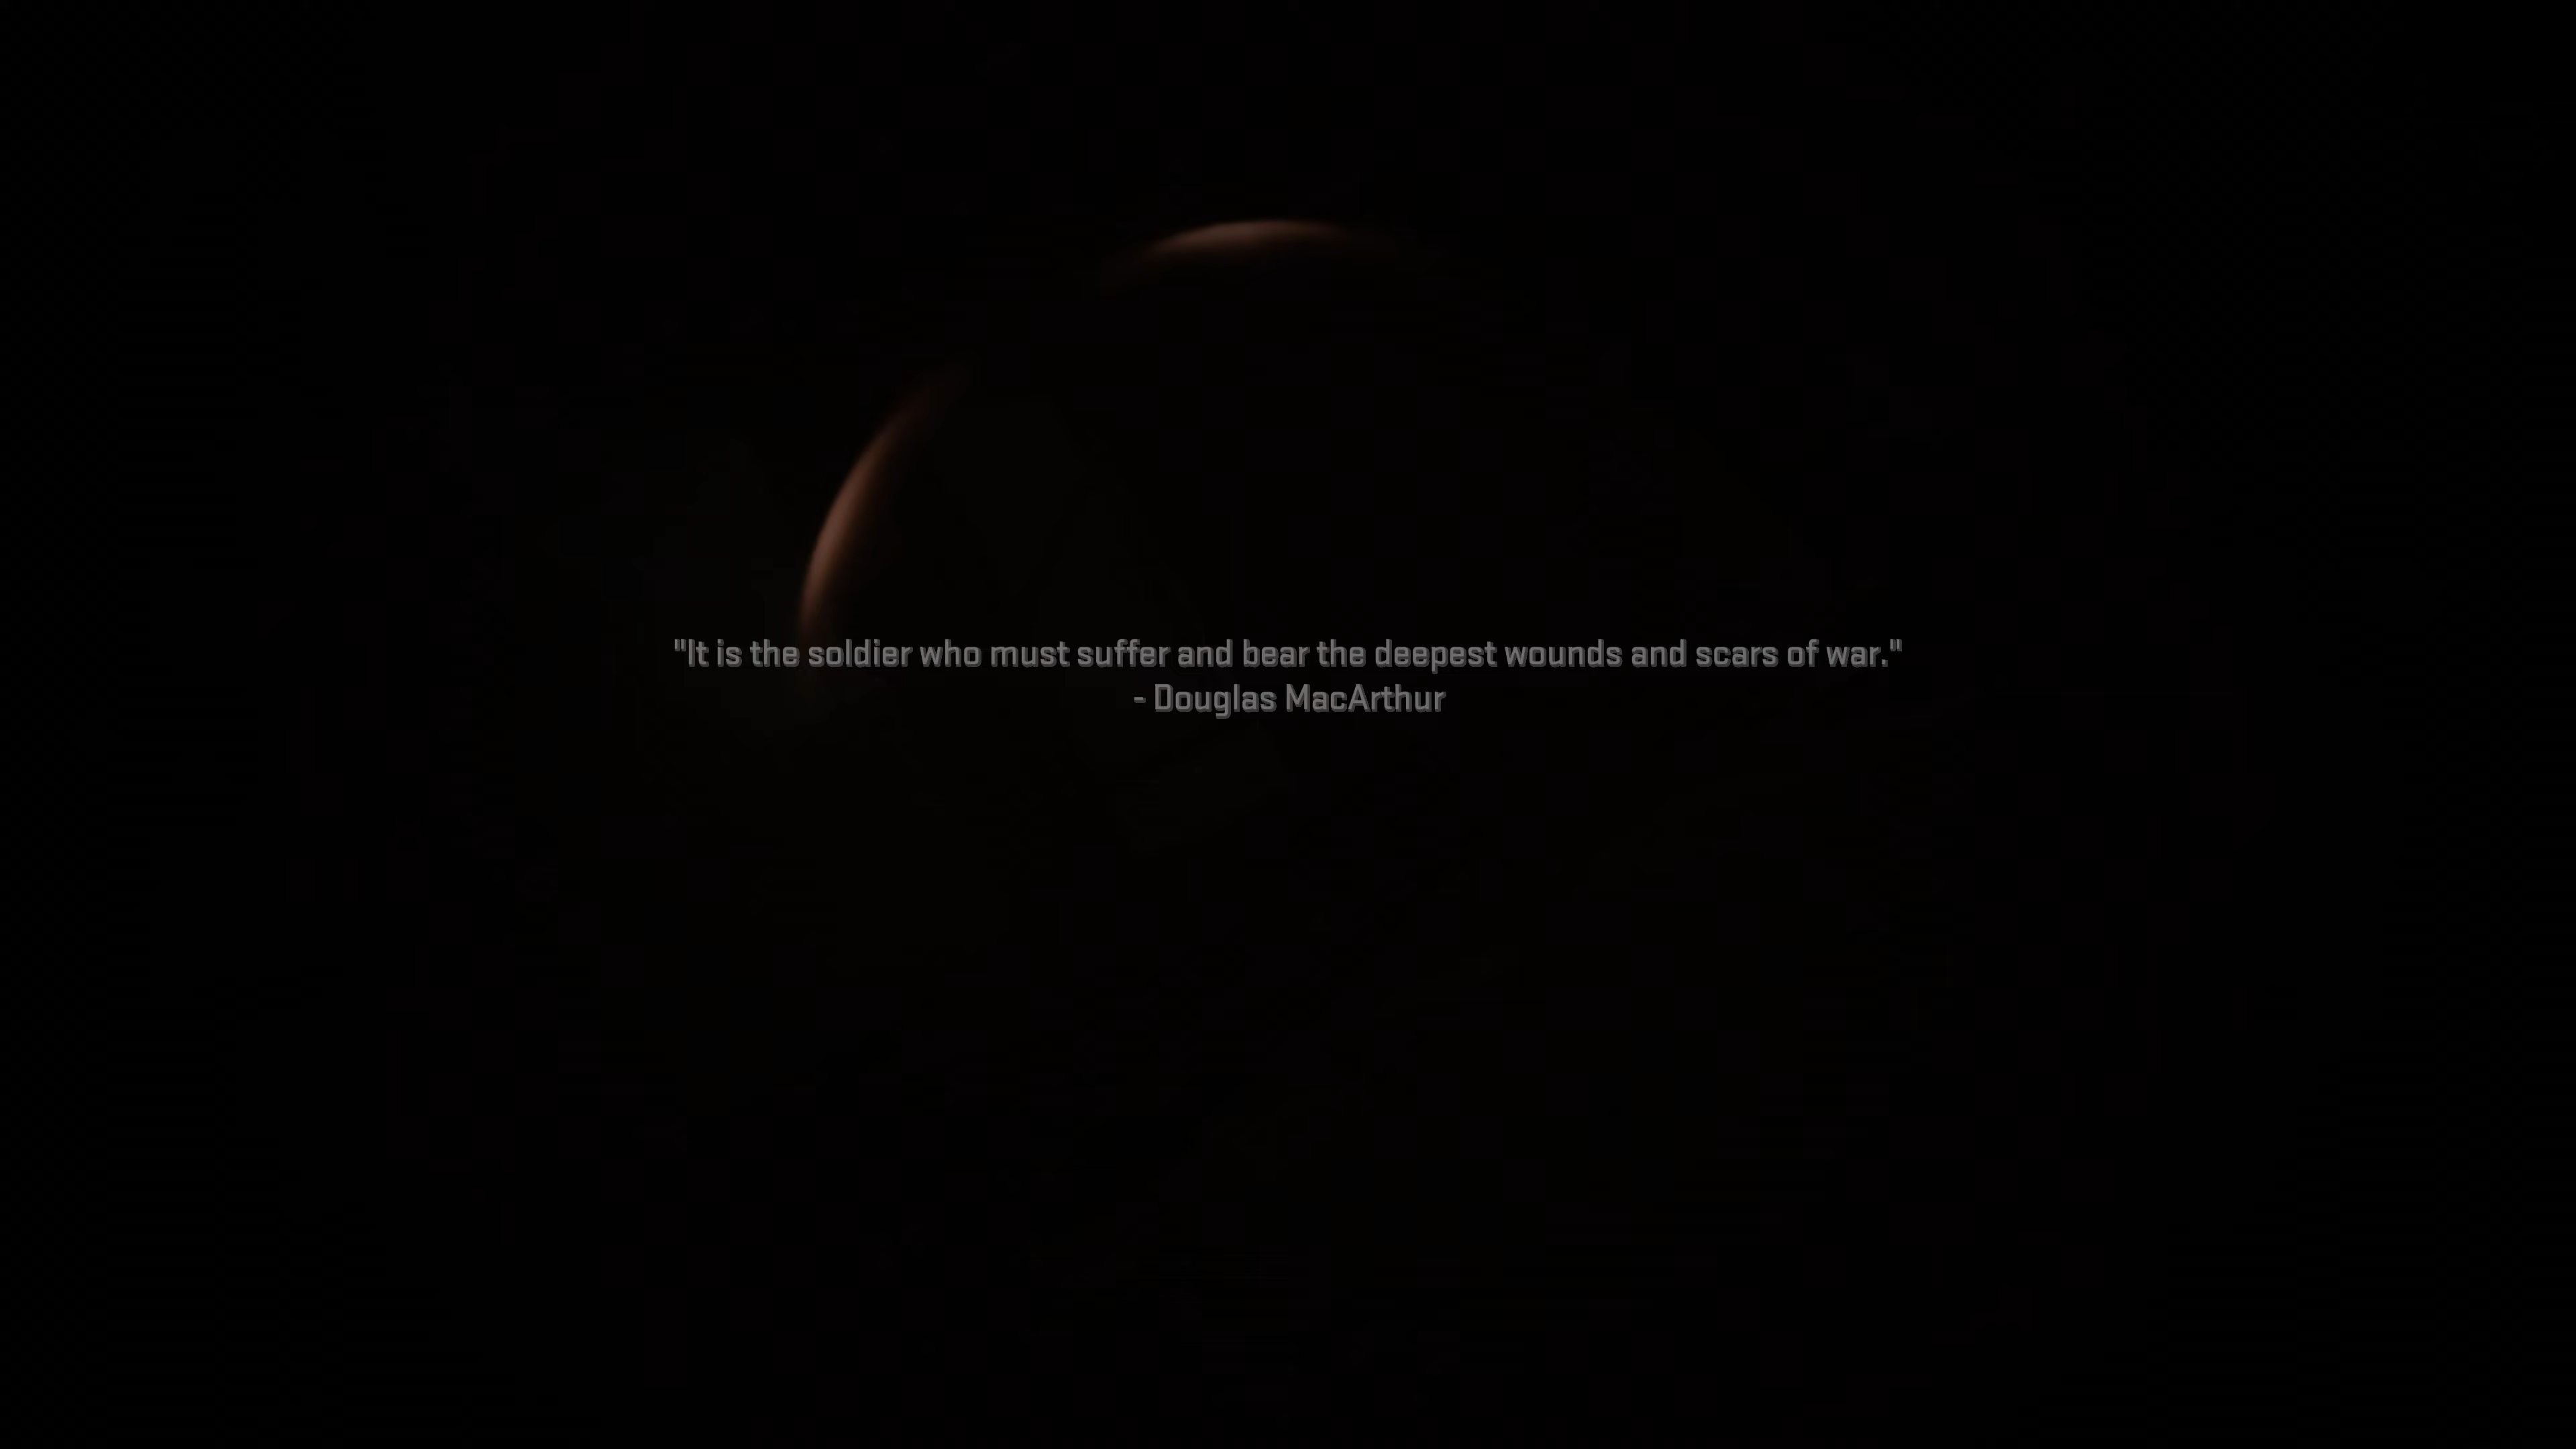 "It is the soldier who must suffer and bear the deepest wounds and scars of war."
- Douglas MacArthur